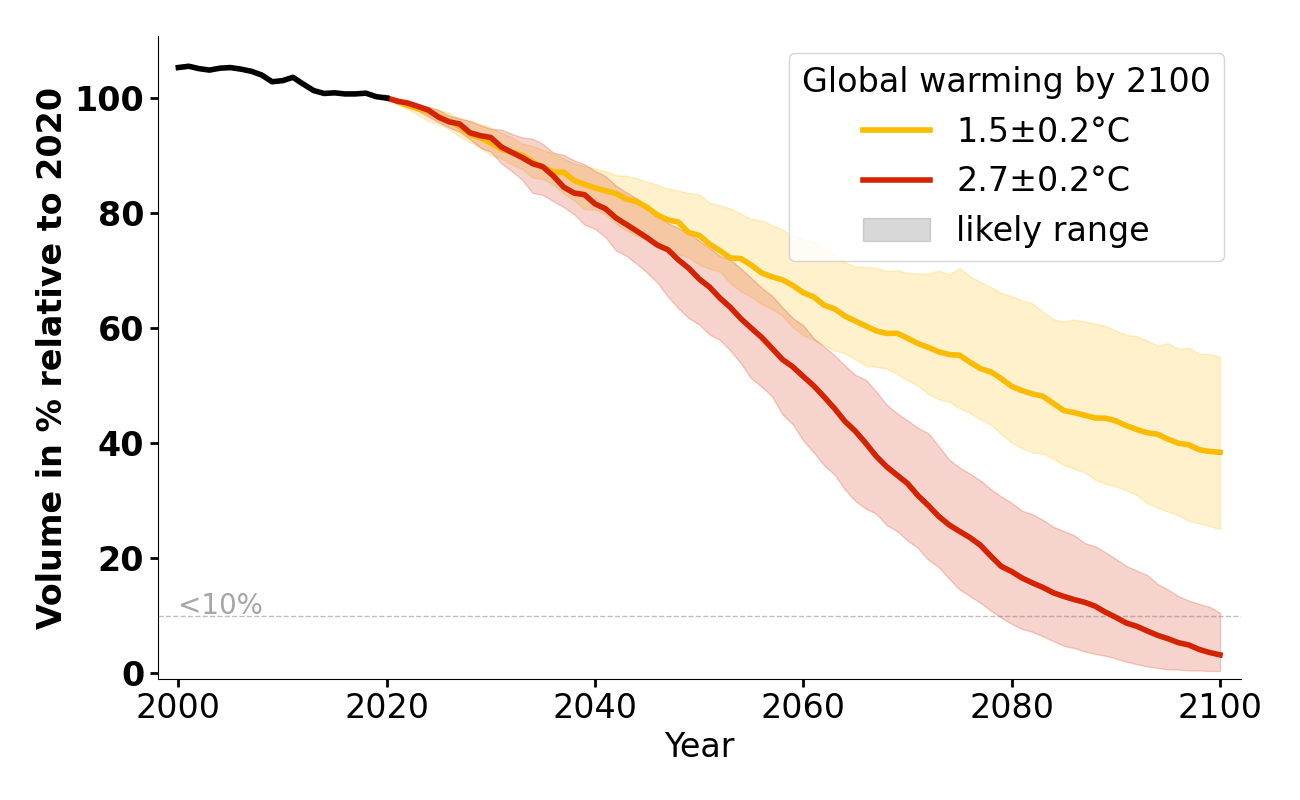 Volume in % relative to 2020
100
80
60
40
20
0
<10%
Global warming by 2100
1.5±0.2°C
2.7±0.2°C
likely range
2000 2020 2040 2060 2080 2100
Year